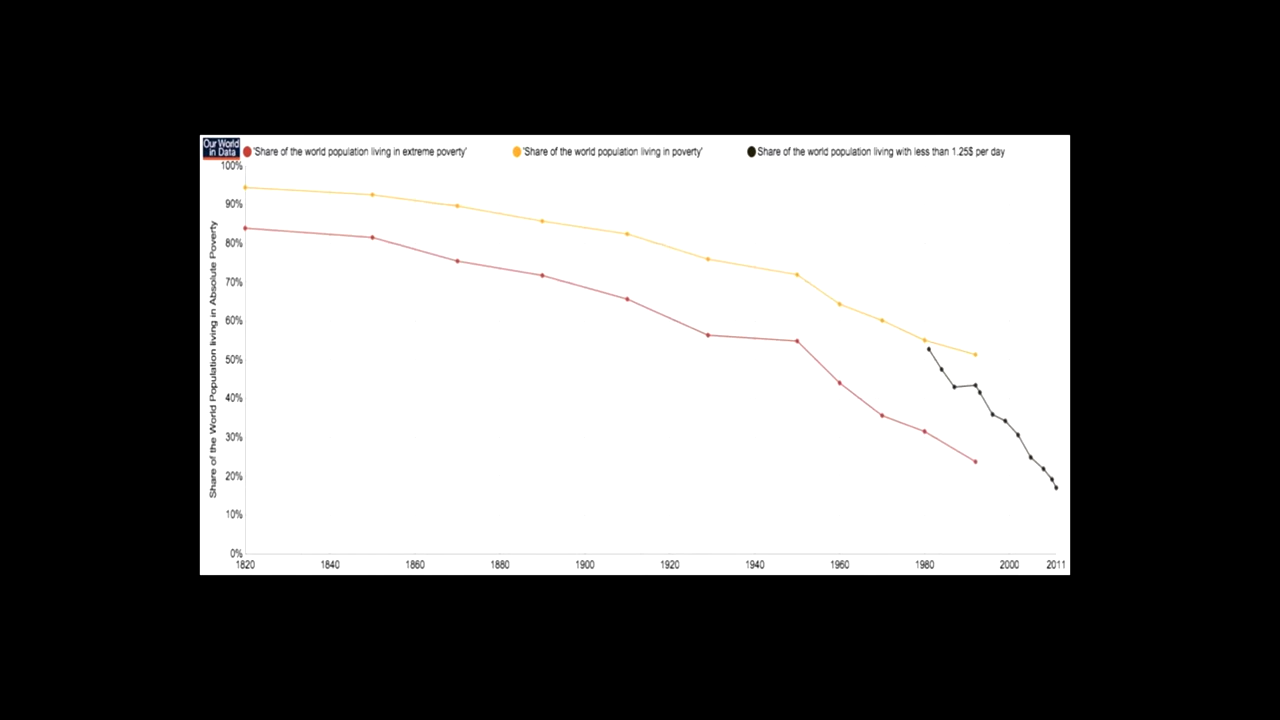 Our World
in Data
'Share of the world population living in extreme poverty'
'Share of the world population living in poverty'
Share of the world population living with less than 1.25$ per day
Share of the World Population living in Absolute Poverty
100%
90%
80%
70%
60%
50%
40%
30%
20%
10%
0%
1820 1840 1860 1880 1900 1920 1940 1960 1980 2000 2011